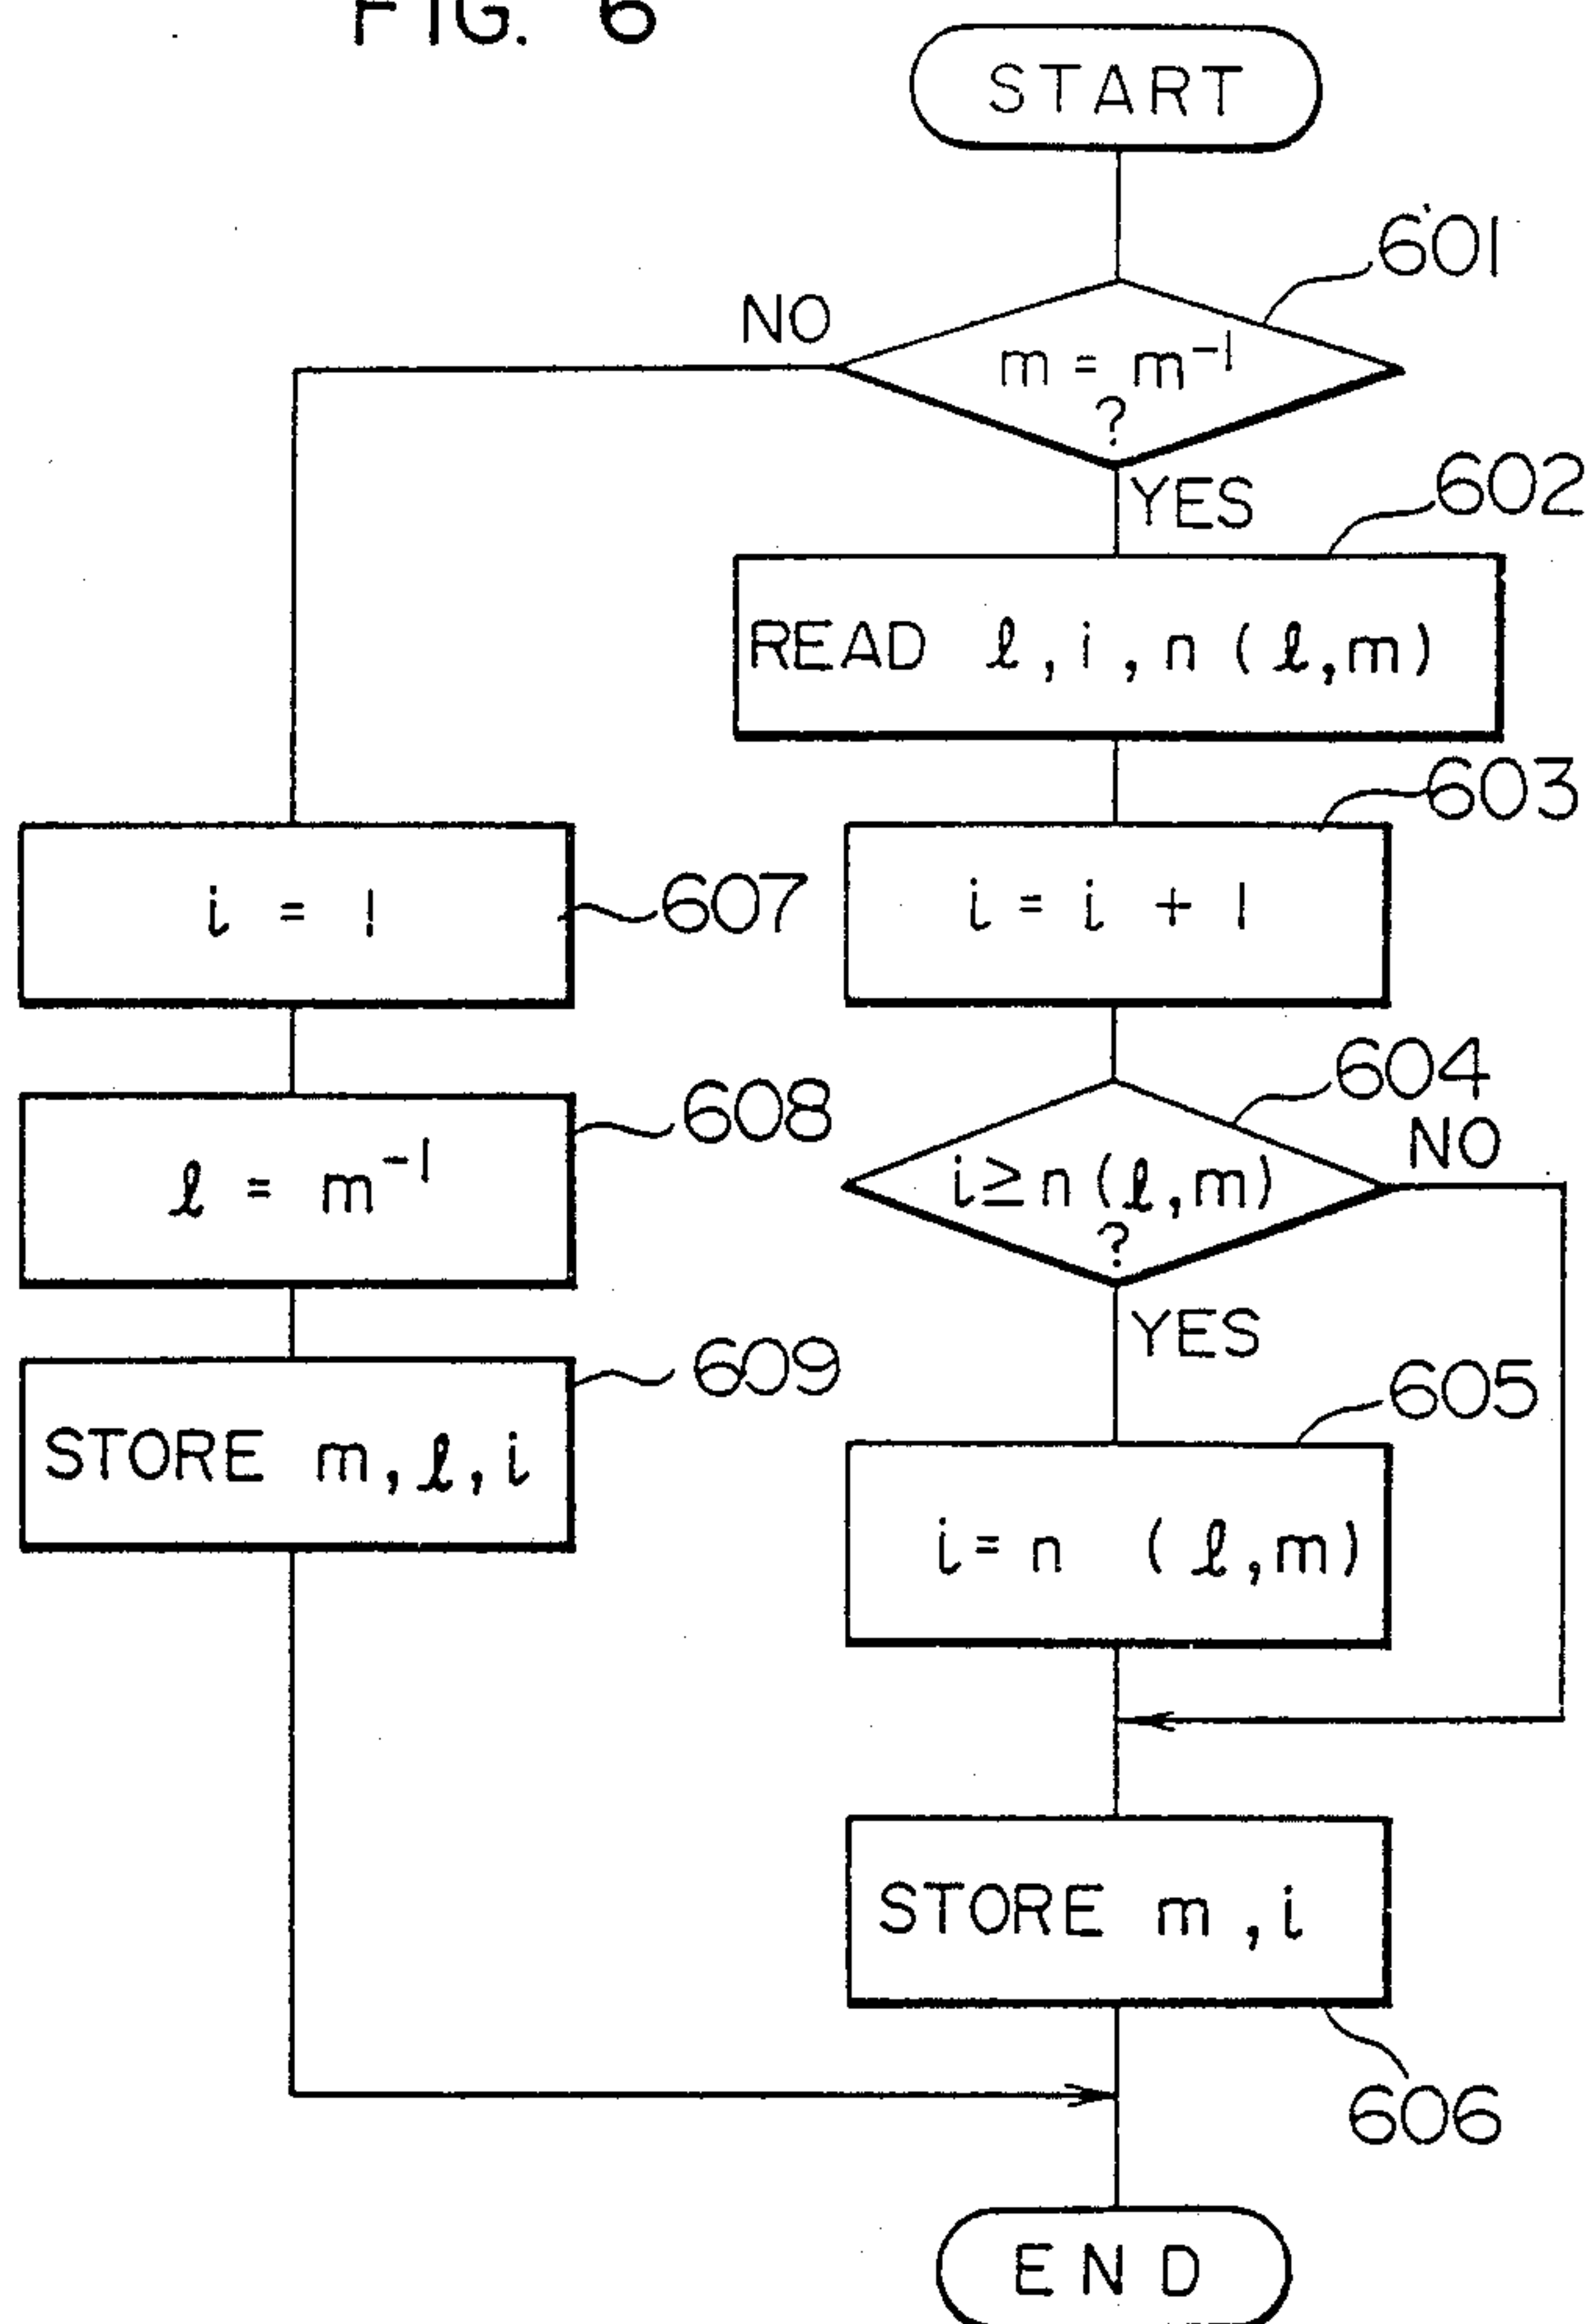 FIG. 6
START
601
NO
m = m⁻¹
?
YES
602
READ ℓ, i, n (ℓ,m)
603
i = 1
607
i = i + 1
604
608
NO
ℓ = m⁻¹
i ≥ n (ℓ,m)
?
YES
609
605
STORE m, ℓ, i
i = n (ℓ,m)
STORE m, i
606
END